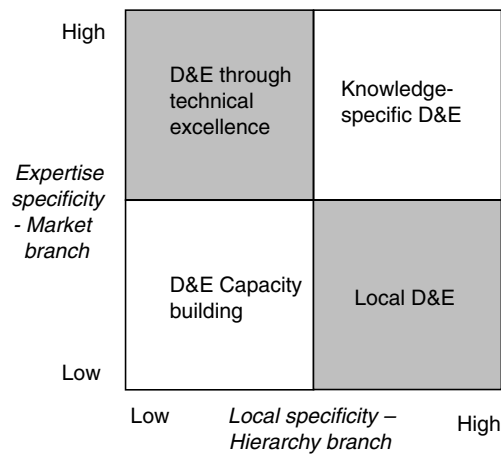 High
D&E through
technical
excellence
Knowledge-
specific D&E
Expertise
specificity
- Market
branch
D&E Capacity
building
Local D&E
Low
Low
Local specificity –
Hierarchy branch
High